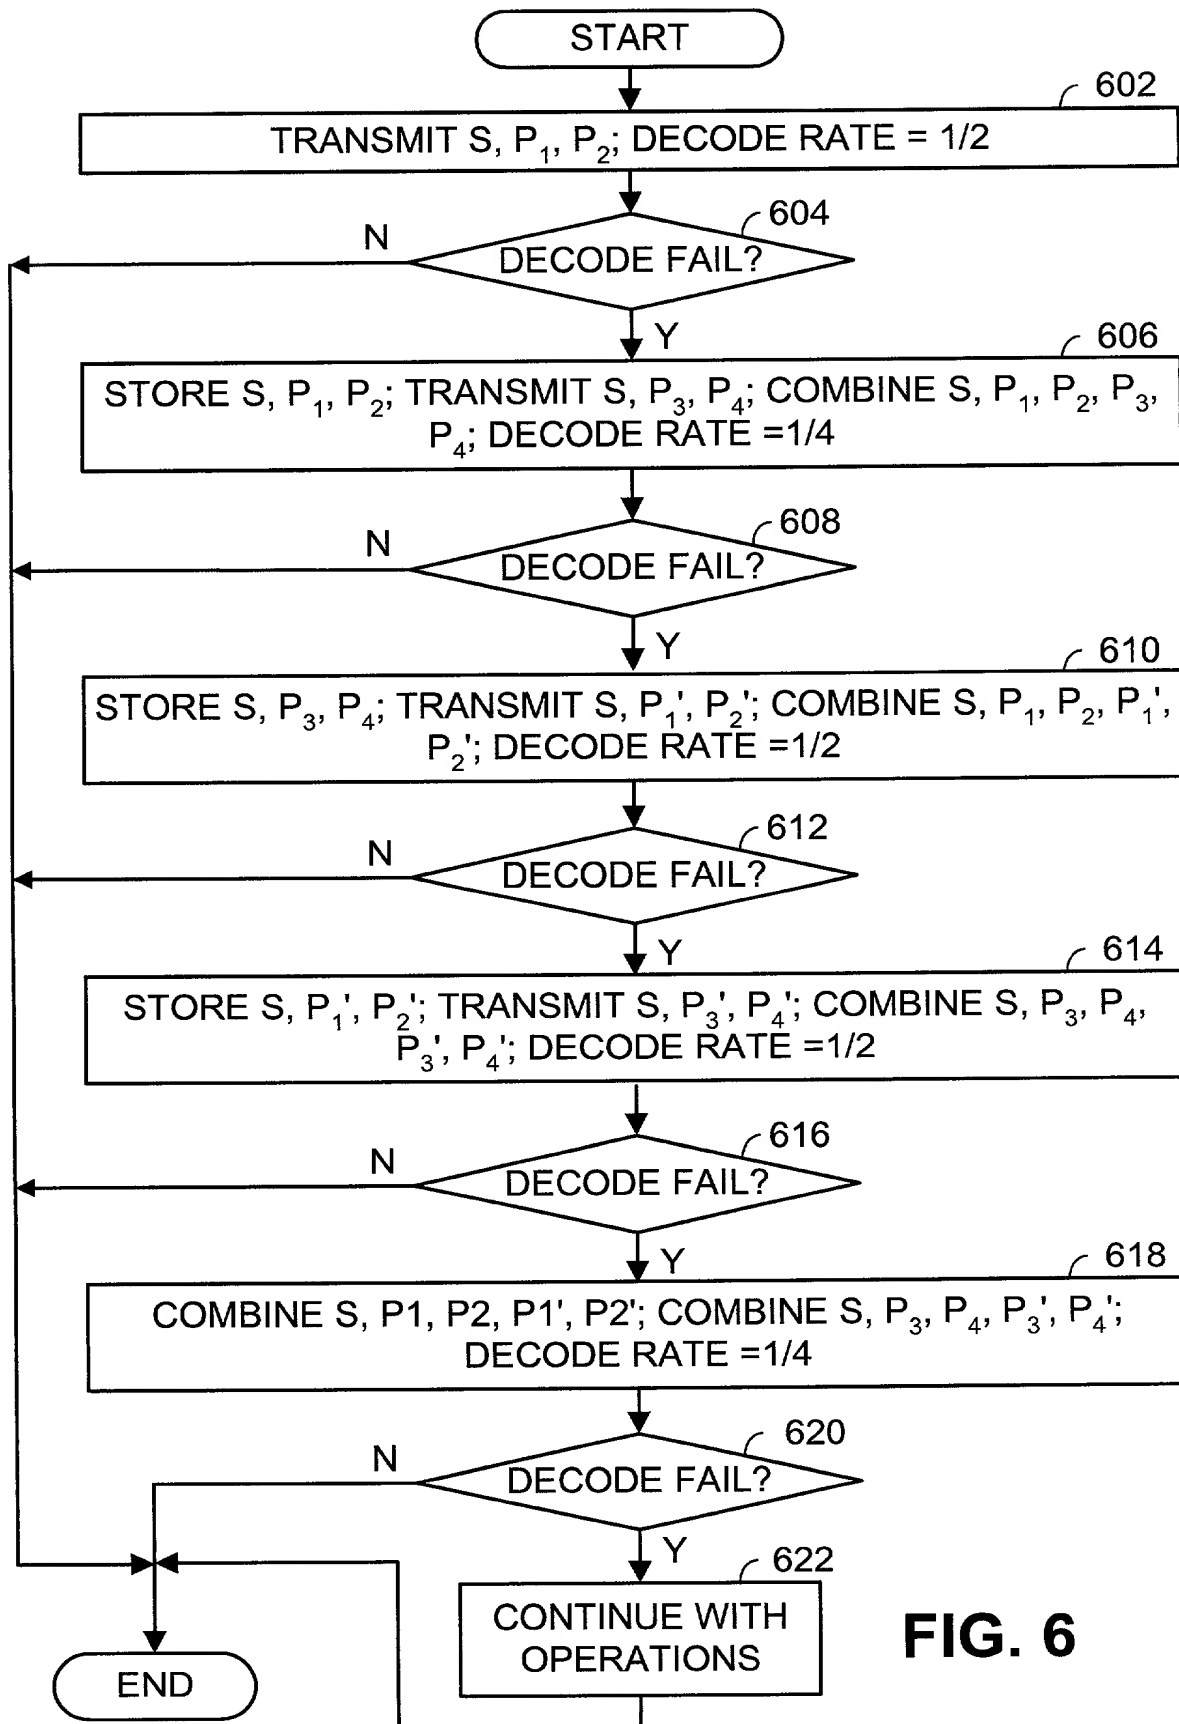 START
602
TRANSMIT S, P₁, P₂; DECODE RATE = 1/2
604
N
DECODE FAIL?
Y
606
STORE S, P₁, P₂; TRANSMIT S, P₃, P₄; COMBINE S, P₁, P₂, P₃,
P₄; DECODE RATE =1/4
608
N
DECODE FAIL?
Y
610
STORE S, P₃, P₄; TRANSMIT S, P₁', P₂'; COMBINE S, P₁, P₂, P₁',
P₂'; DECODE RATE =1/2
612
N
DECODE FAIL?
Y
614
STORE S, P₁', P₂'; TRANSMIT S, P₃', P₄'; COMBINE S, P₃, P₄,
P₃', P₄'; DECODE RATE =1/2
616
N
DECODE FAIL?
Y
618
COMBINE S, P1, P2, P1', P2'; COMBINE S, P₃, P₄, P₃', P₄';
DECODE RATE =1/4
620
N
DECODE FAIL?
Y
622
CONTINUE WITH
OPERATIONS
FIG. 6
END